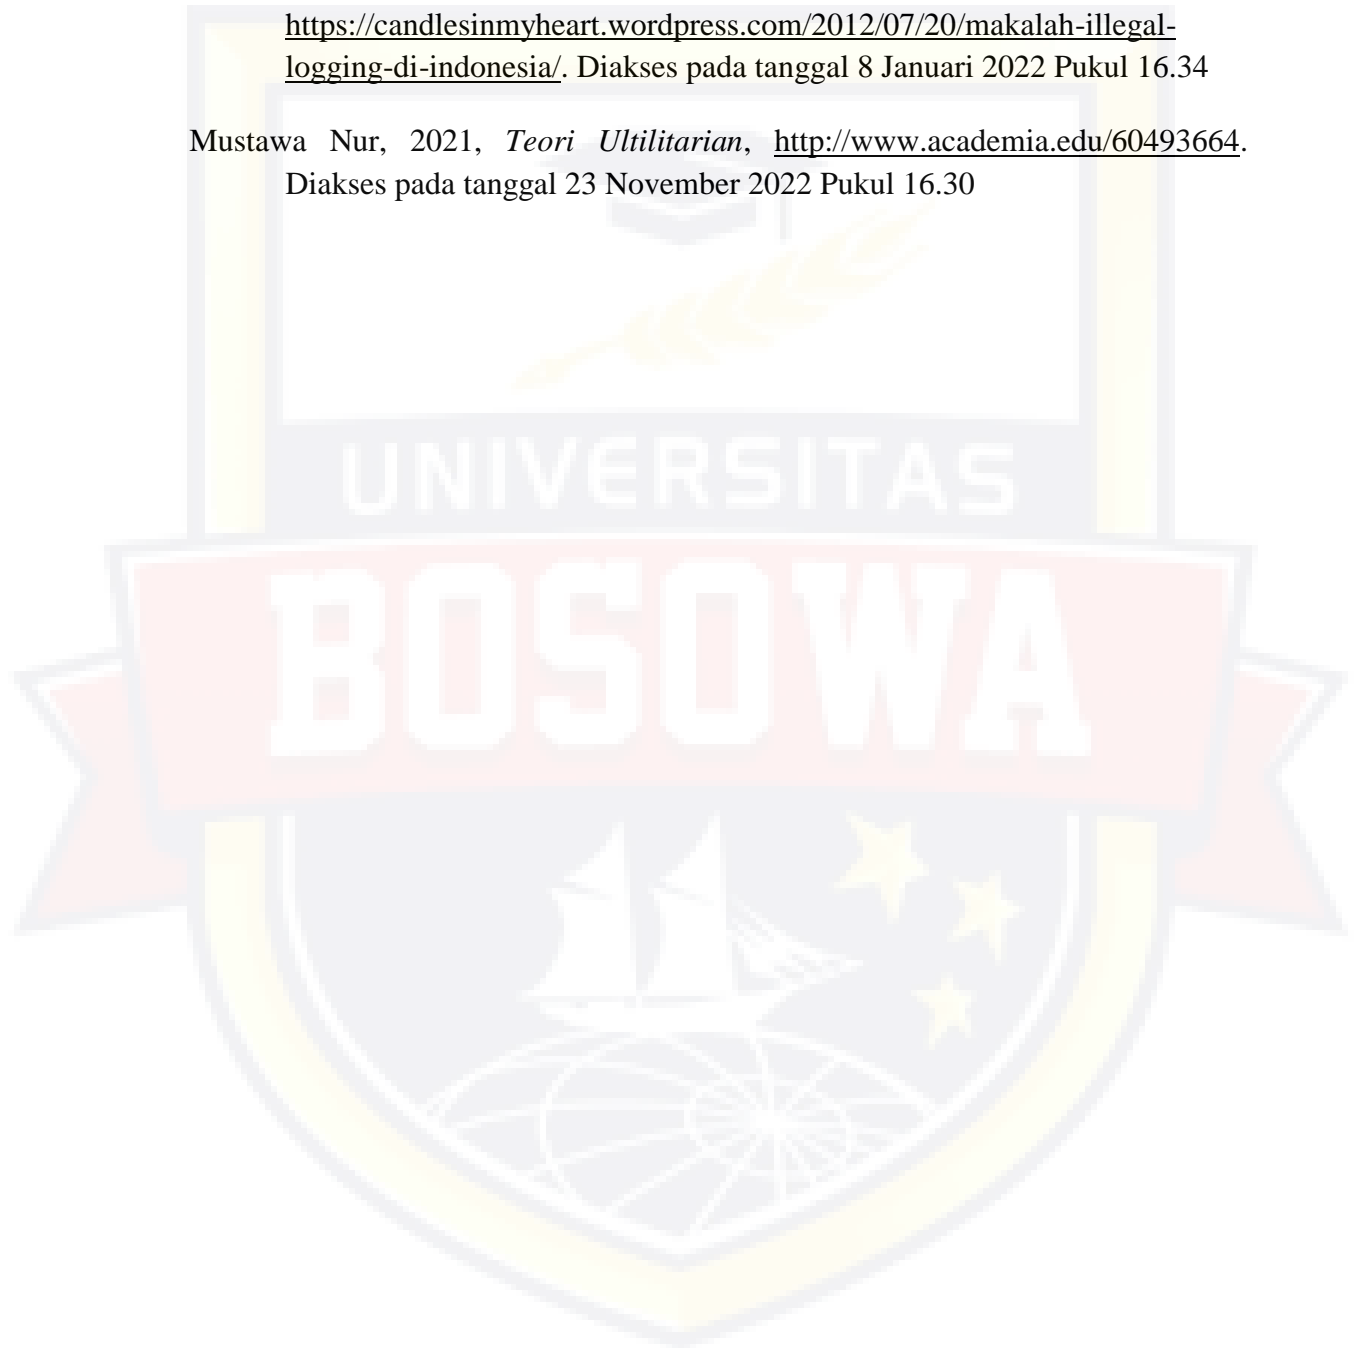 https://candlesinmyheart.wordpress.com/2012/07/20/makalah-illegal-
logging-di-indonesia/. Diakses pada tanggal 8 Januari 2022 Pukul 16.34
Mustawa Nur, 2021, Teori Ultilitarian, http://www.academia.edu/60493664.
Diakses pada tanggal 23 November 2022 Pukul 16.30
UNIVERSITAS
BOSOWA